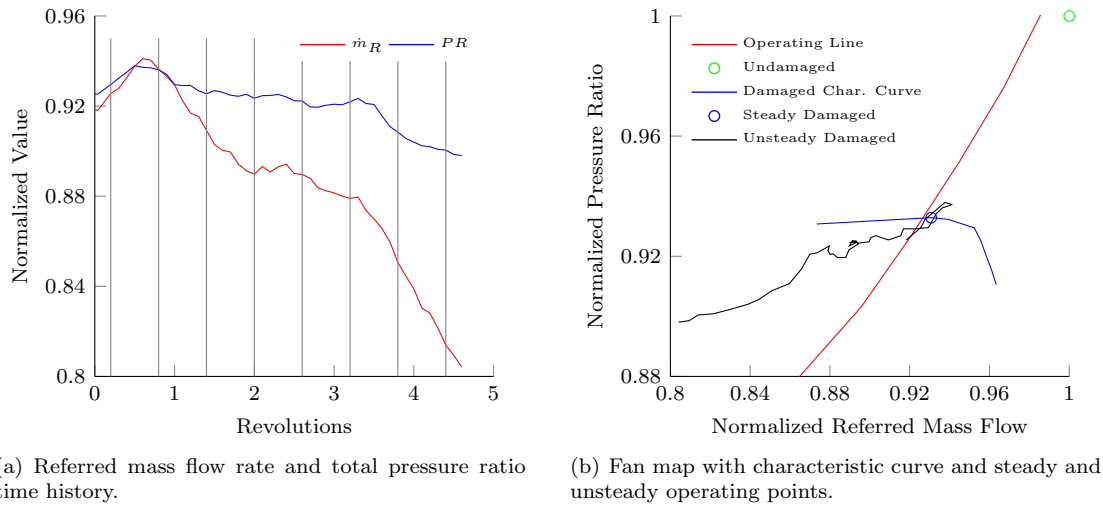 0.96
0.92
0.88
0.84
0.8
0
1
2
3
4
5
Normalized Value
Revolutions
ṁR
PR
1
0.96
0.92
0.88
0.8
0.84
0.88
0.92
0.96
1
Normalized Pressure Ratio
Normalized Referred Mass Flow
Operating Line
Undamaged
Damaged Char. Curve
Steady Damaged
Unsteady Damaged
a) Referred mass flow rate and total pressure ratio
time history.
(b) Fan map with characteristic curve and steady and
unsteady operating points.